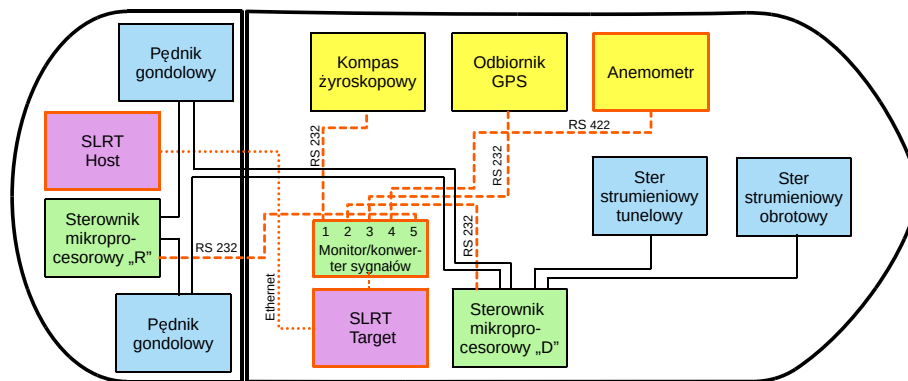 Pędnik
gondolowy
Kompas
żyroskopowy
Odbiornik
GPS
Anemometr
SLRT
Host
RS 232
RS 232
RS 422
Ster
strumieniowy
tunelowy
Ster
strumieniowy
obrotowy
Sterownik
mikropro-
cesorowy „R”
RS 232
1 2 3 4 5
Monitor/konwer-
ter sygnałów
RS 232
Ethernet
Pędnik
gondolowy
SLRT
Target
Sterownik
mikropro-
cesorowy „D”